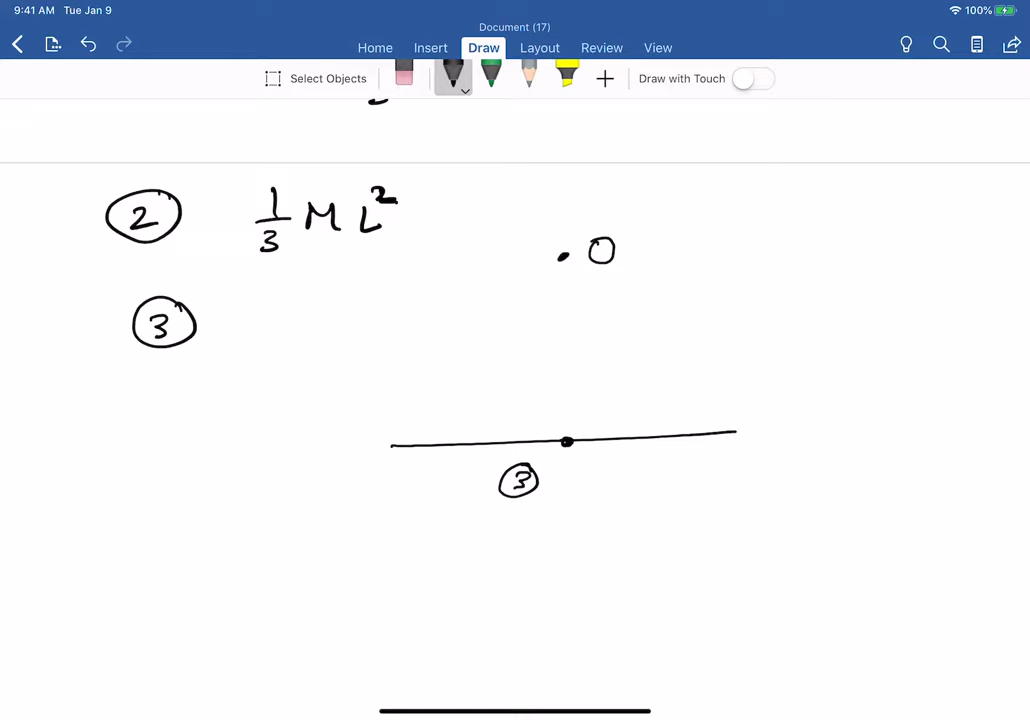 9:41 AM Tue Jan 9
100%
Document (17)
Home Insert Draw Layout Review View
Select Objects
Draw with Touch
② 1/3 M L²
. O
③
③